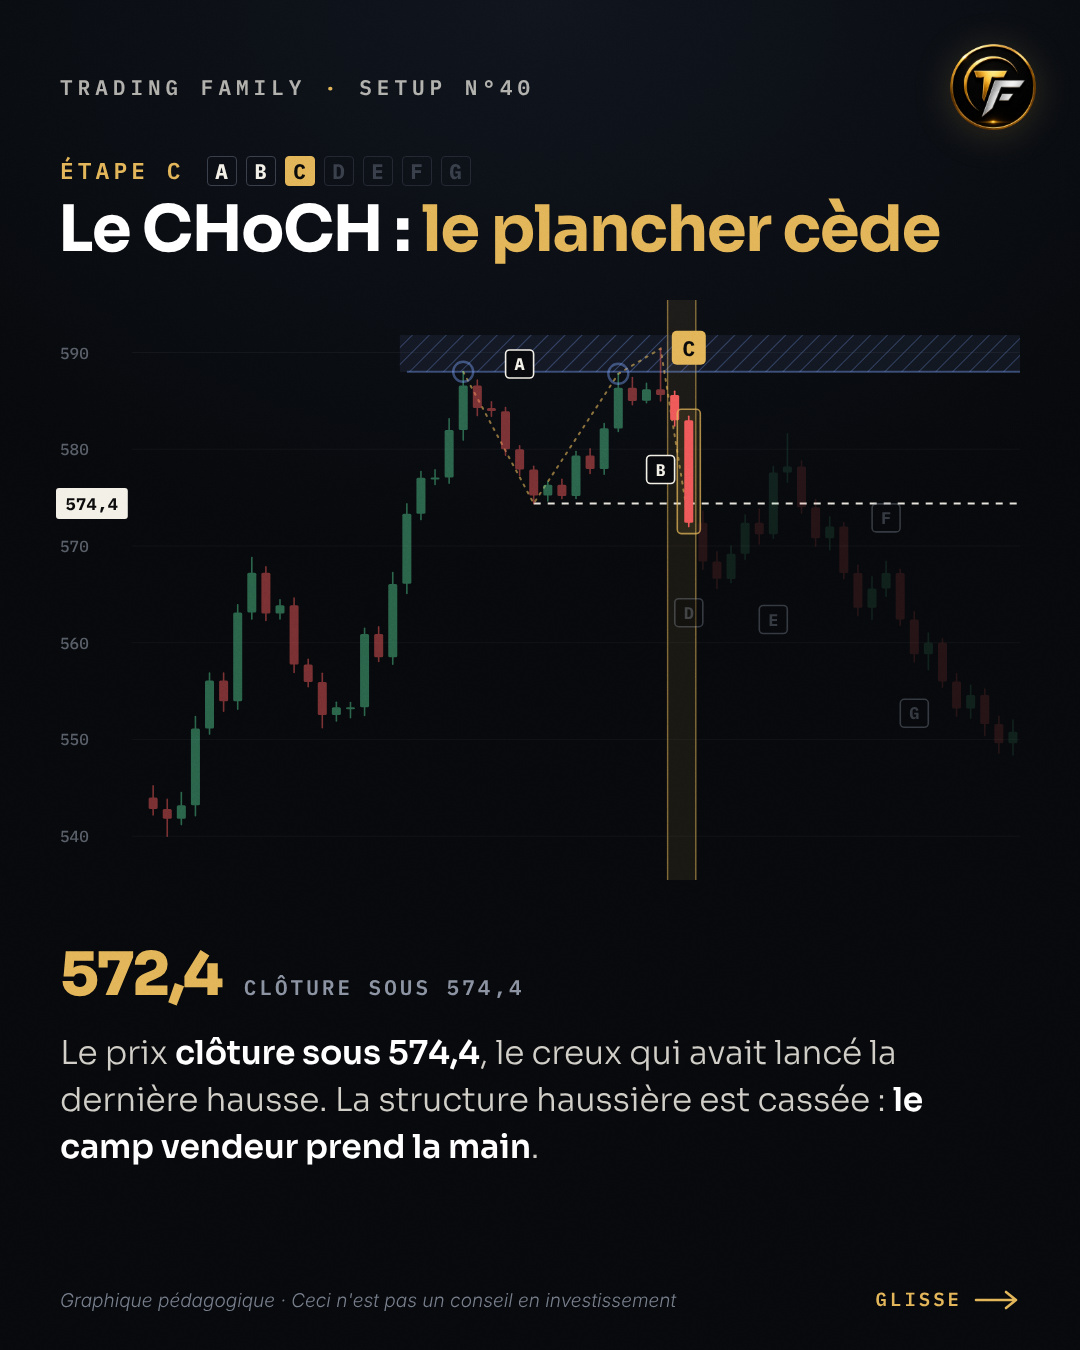 TRADING FAMILY · SETUP N°40
TF
ÉTAPE C A B C D E F G
Le CHoCH : le plancher cède
590
580
574,4
570
560
550
540
A
B
C
D
E
F
G
572,4 CLÔTURE SOUS 574,4
Le prix clôture sous 574,4, le creux qui avait lancé la
dernière hausse. La structure haussière est cassée : le
camp vendeur prend la main.
Graphique pédagogique · Ceci n'est pas un conseil en investissement
GLISSE →